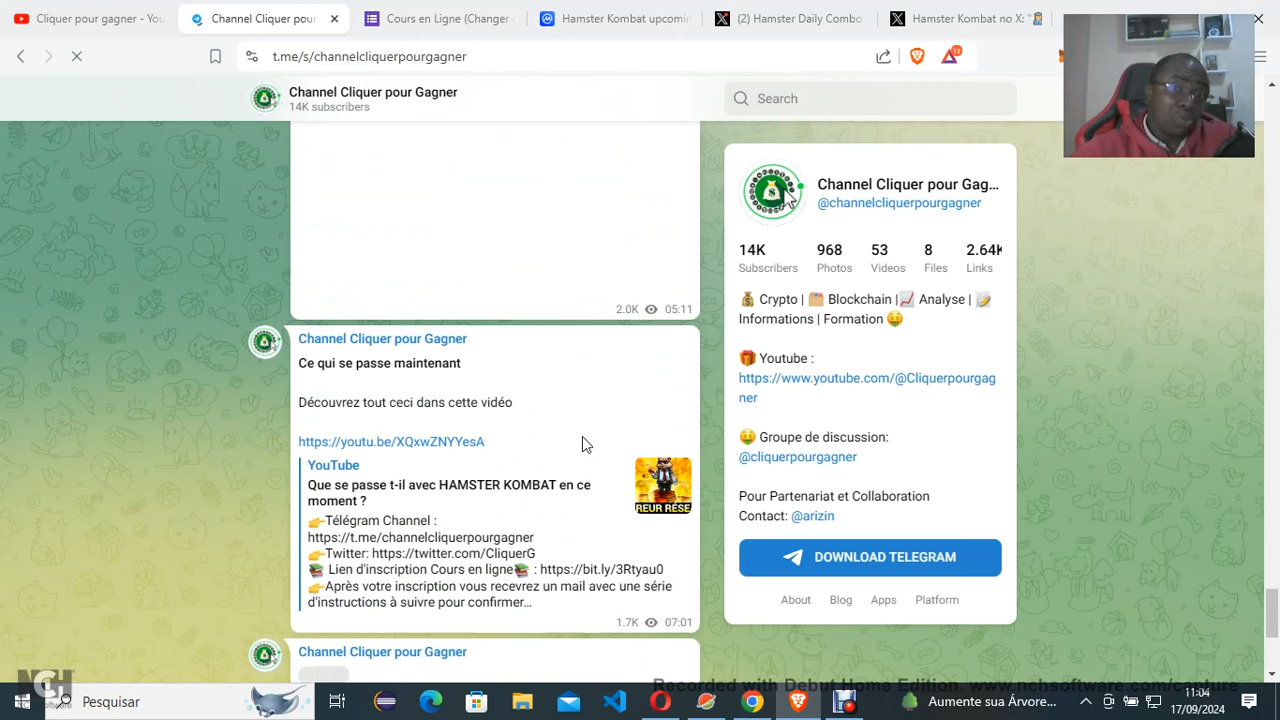 Cliquer pour gagner - You
Channel Cliquer pour
Cours en Ligne (Changer
Hamster Kombat upcomin
(2) Hamster Daily Combo
Hamster Kombat no X: "
t.me/s/channelcliquerpourgagner
13
Channel Cliquer pour Gagner
14K subscribers
Search
2.0K 05:11
Channel Cliquer pour Gagner
Ce qui se passe maintenant
Découvrez tout ceci dans cette vidéo
https://youtu.be/XQxwZNYYesA
YouTube
Que se passe t-il avec HAMSTER KOMBAT en ce
moment ?
👉Télégram Channel :
https://t.me/channelcliquerpourgagner
👉Twitter: https://twitter.com/CliquerG
📚 Lien d'inscription Cours en ligne📚 : https://bit.ly/3Rtyau0
👉Après votre inscription vous recevrez un mail avec une série
d'instructions à suivre pour confirmer...
REUR RESE
1.7K 07:01
Channel Cliquer pour Gagner
Channel Cliquer pour Gag...
@channelcliquerpourgagner
14K 968 53 8 2.64K
Subscribers Photos Videos Files Links
💰 Crypto | Blockchain |📈 Analyse | 📝
Informations | Formation 🤑
🎁 Youtube :
https://www.youtube.com/@Cliquerpourgag
ner
🤑 Groupe de discussion:
@cliquerpourgagner
Pour Partenariat et Collaboration
Contact: @arizin
DOWNLOAD TELEGRAM
About Blog Apps Platform
NCH
Recorded with Debut Home Edition. www.nchsoftware.com/capture
Pesquisar
Aumente sua Árvore...
11:04
17/09/2024